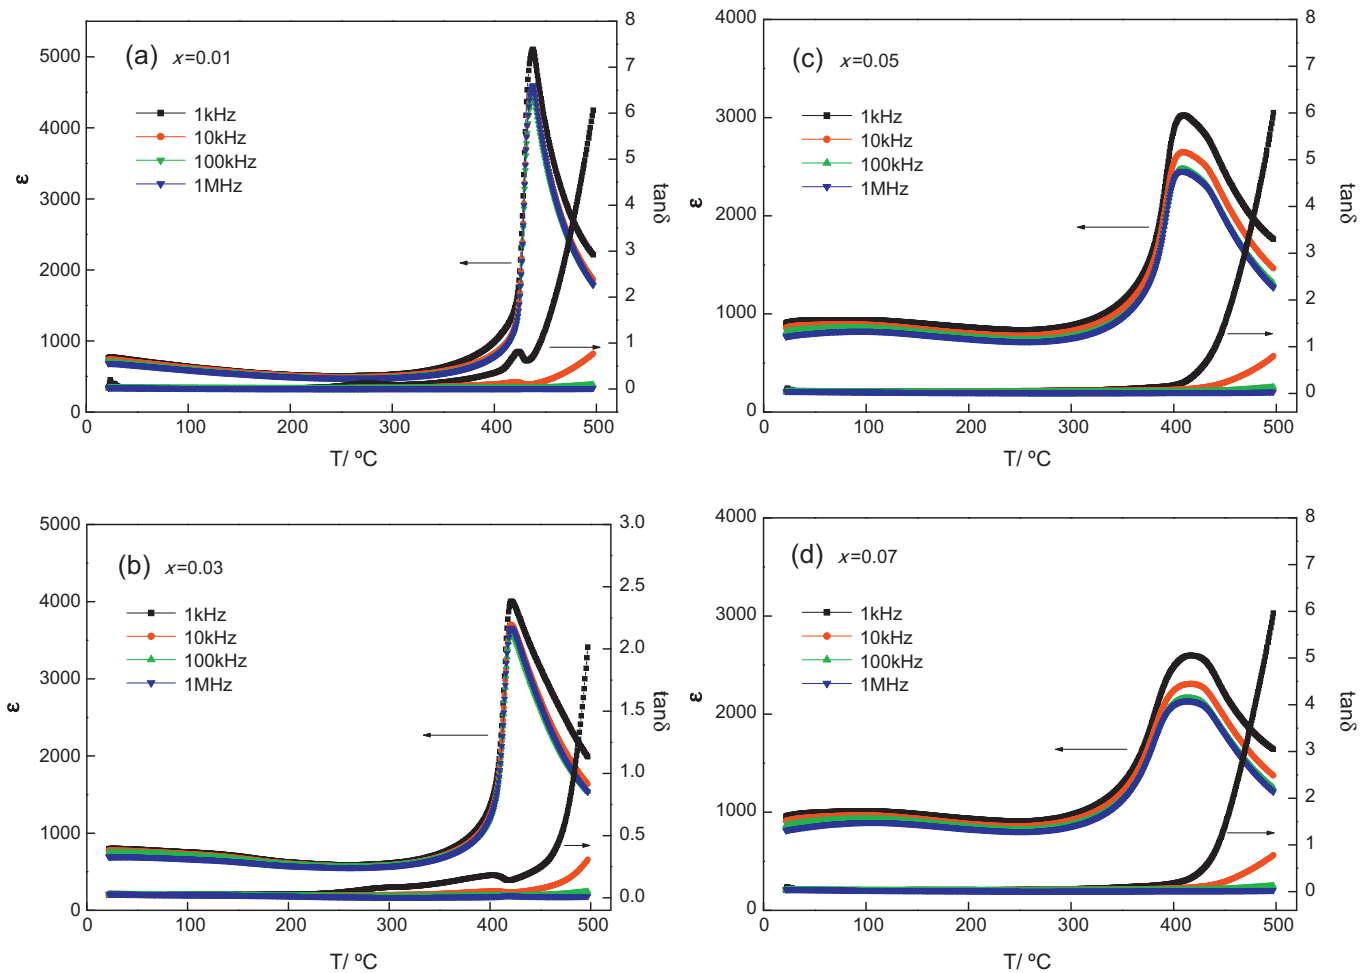 (a) x=0.01
1kHz
10kHz
100kHz
1MHz
5000
4000
3000
2000
1000
0
8
7
6
5
4
3
2
1
0
0 100 200 300 400 500
ε
tanδ
T/ ºC
(c) x=0.05
1kHz
10kHz
100kHz
1MHz
4000
3000
2000
1000
0
8
7
6
5
4
3
2
1
0
0 100 200 300 400 500
ε
tanδ
T/ ºC
(b) x=0.03
1kHz
10kHz
100kHz
1MHz
5000
4000
3000
2000
1000
0
3.0
2.5
2.0
1.5
1.0
0.5
0.0
0 100 200 300 400 500
ε
tanδ
T/ ºC
(d) x=0.07
1kHz
10kHz
100kHz
1MHz
4000
3000
2000
1000
0
8
7
6
5
4
3
2
1
0
0 100 200 300 400 500
ε
tanδ
T/ ºC